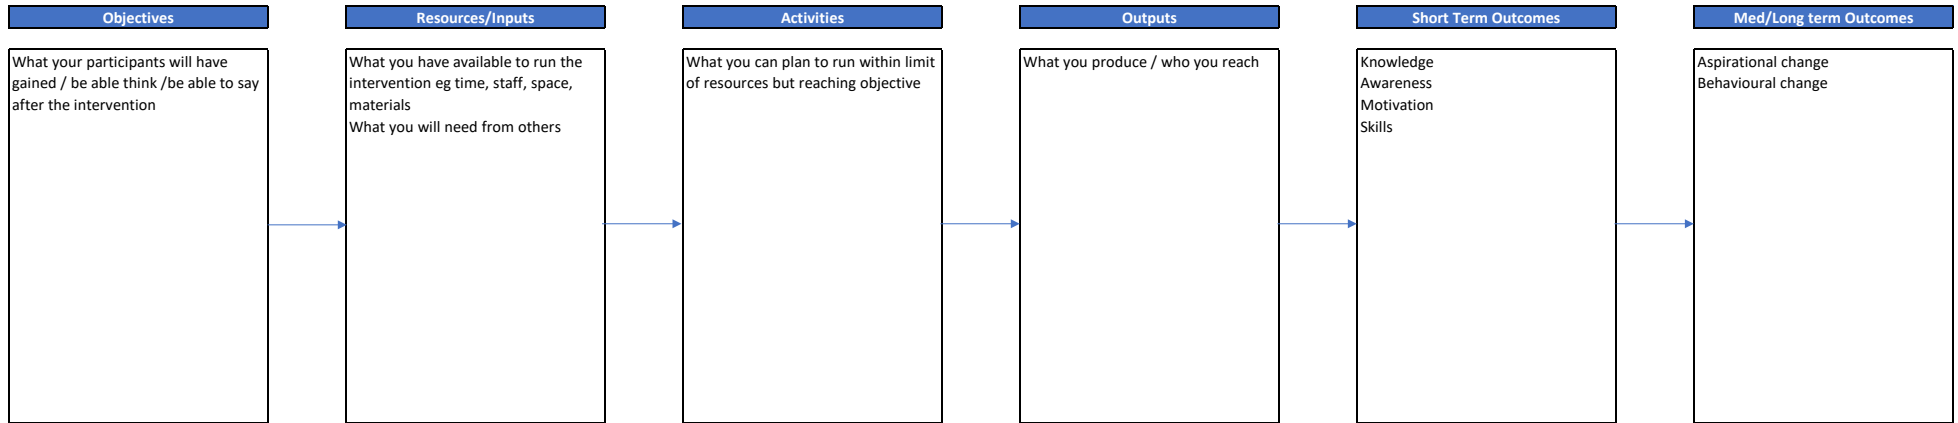 Objectives
Resources/Inputs
Activities
Outputs
Short Term Outcomes
Med/Long term Outcomes
What your participants will have
gained / be able think /be able to say
after the intervention
What you have available to run the
intervention eg time, staff, space,
materials
What you will need from others
What you can plan to run within limit
of resources but reaching objective
What you produce / who you reach
Knowledge
Awareness
Motivation
Skills
Aspirational change
Behavioural change